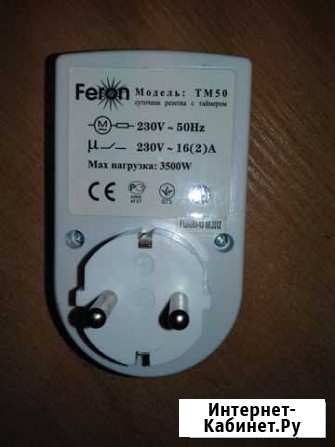 Feron Модель: TM50
суточная розетка с таймером
M 230V ~ 50Hz
µ 230V ~ 16(2)A
Max нагрузка: 3500W
CE
Интернет-
Кабинет.Ру